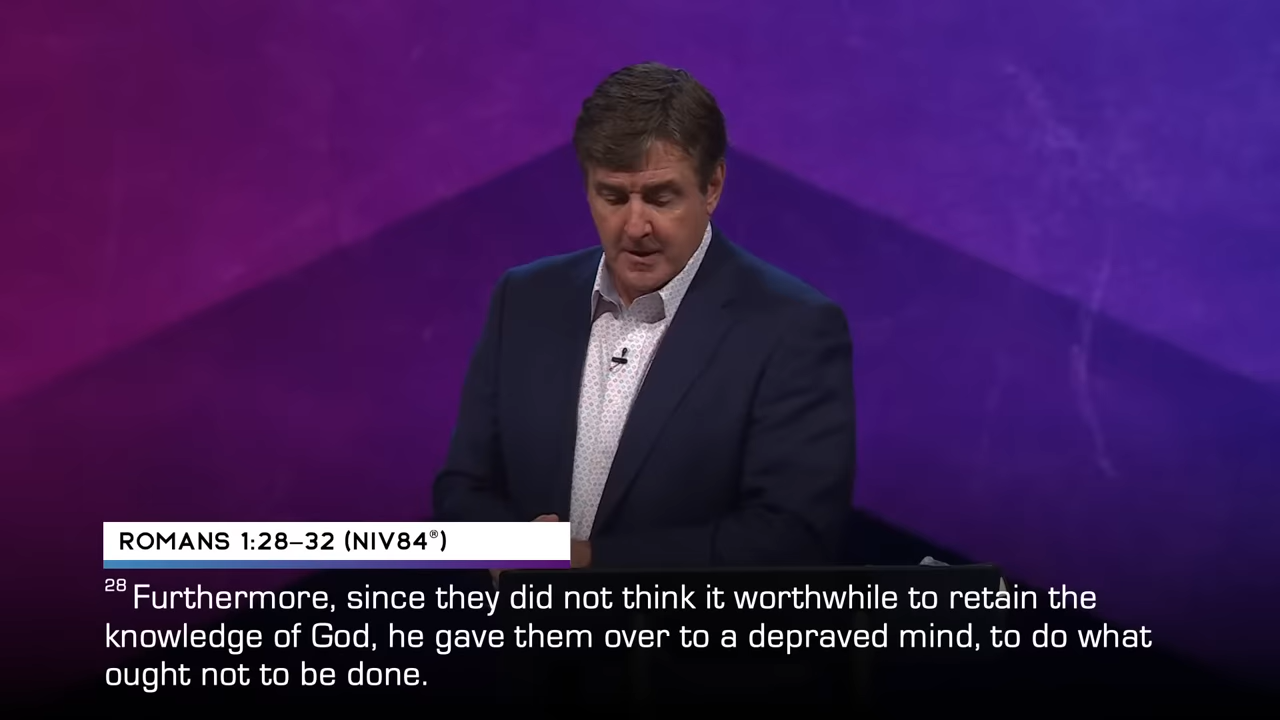 ROMANS 1:28–32 (NIV84®)
28 Furthermore, since they did not think it worthwhile to retain the
knowledge of God, he gave them over to a depraved mind, to do what
ought not to be done.